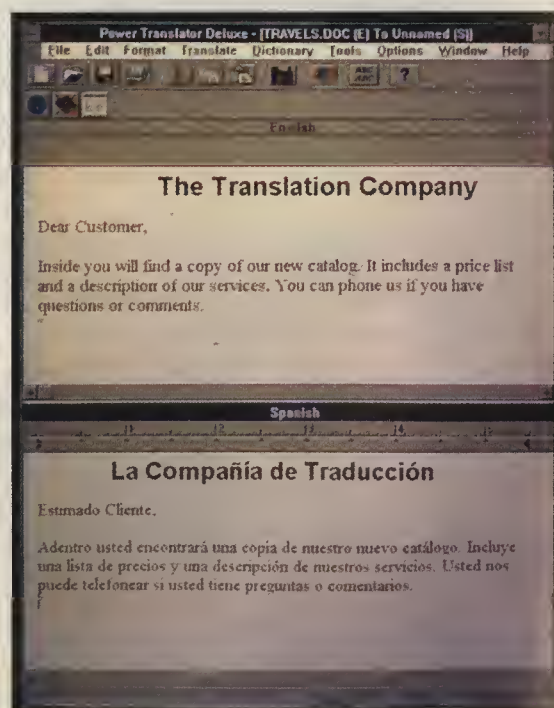 Power Translator Deluxe - [TRAVELS.DOC (E) To Unnamed (S)]
File Edit Format Translate Dictionary Tools Options Window Help
ABC
ABC
?
English
The Translation Company
Dear Customer,
Inside you will find a copy of our new catalog. It includes a price list
and a description of our services. You can phone us if you have
questions or comments.
Spanish
La Compañía de Traducción
Estimado Cliente,
Adentro usted encontrará una copia de nuestro nuevo catálogo. Incluye
una lista de precios y una descripción de nuestros servicios. Usted nos
puede telefonear si usted tiene preguntas o comentarios.